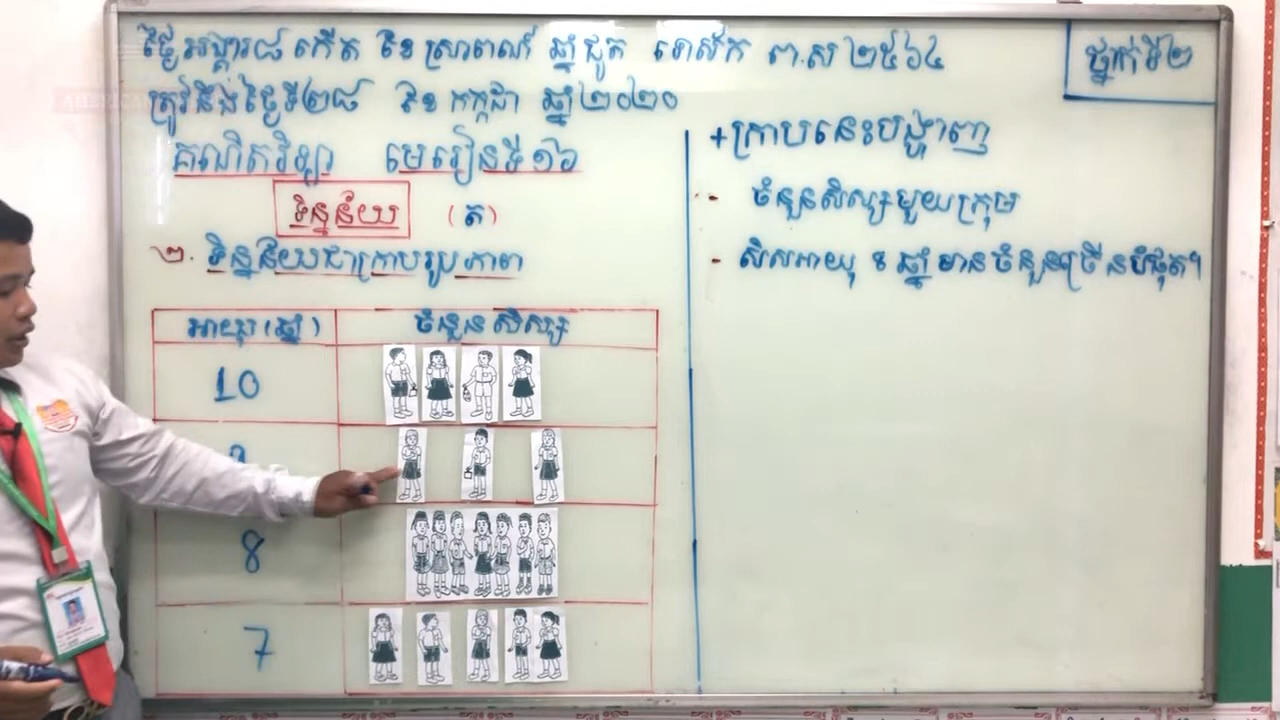 ថ្ងៃអង្គារ៨កើត ខែ ស្រាពណ៍ ឆ្នាំ ជូត ទោស័ក ព.ស ២៥៦៤
ត្រូវនឹងថ្ងៃទី២៨ ខែ កក្កដា ឆ្នាំ២០២០
គណិតវិទ្យា មេរៀនទី១៦
ទិន្នន័យ (ត)
២. ទិន្នន័យជាក្រាបរូបភាព
អាយុ (ឆ្នាំ) ចំនួនសិស្ស
10
8
7
ថ្នាក់ទី២
+ក្រាបនេះបង្ហាញ
- ចំនួនសិស្សមួយក្រុម
- សិសអាយុ 8 ឆ្នាំ មានចំនួនច្រើនបំផុត។